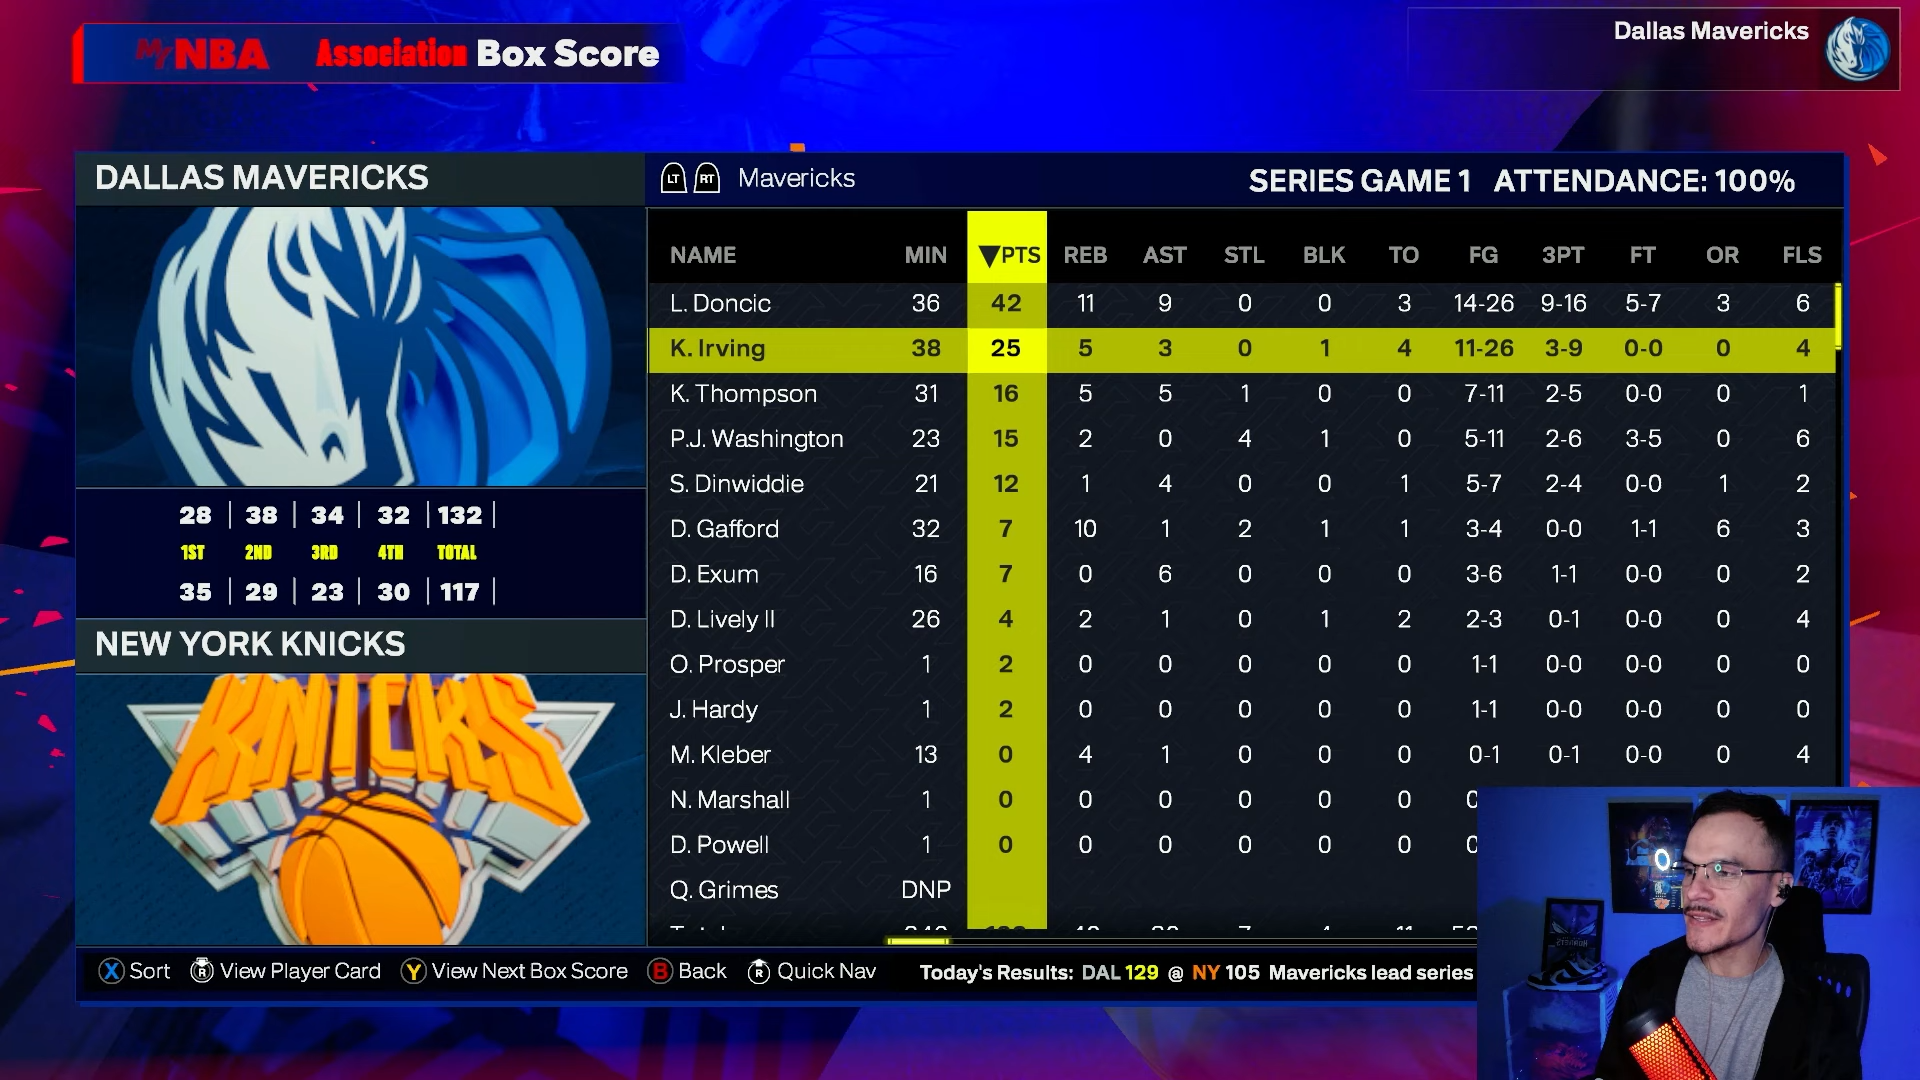 MyNBA Association Box Score
Dallas Mavericks
DALLAS MAVERICKS
28 38 34 32 132
1ST 2ND 3RD 4TH TOTAL
35 29 23 30 117
NEW YORK KNICKS
KNICKS
LT RT Mavericks SERIES GAME 1 ATTENDANCE: 100%
NAME MIN ▼PTS REB AST STL BLK TO FG 3PT FT OR FLS
L. Doncic 36 42 11 9 0 0 3 14-26 9-16 5-7 3 6
K. Irving 38 25 5 3 0 1 4 11-26 3-9 0-0 0 4
K. Thompson 31 16 5 5 1 0 0 7-11 2-5 0-0 0 1
P.J. Washington 23 15 2 0 4 1 0 5-11 2-6 3-5 0 6
S. Dinwiddie 21 12 1 4 0 0 1 5-7 2-4 0-0 1 2
D. Gafford 32 7 10 1 2 1 1 3-4 0-0 1-1 6 3
D. Exum 16 7 0 6 0 0 0 3-6 1-1 0-0 0 2
D. Lively II 26 4 2 1 0 1 2 2-3 0-1 0-0 0 4
O. Prosper 1 2 0 0 0 0 0 1-1 0-0 0-0 0 0
J. Hardy 1 2 0 0 0 0 0 1-1 0-0 0-0 0 0
M. Kleber 13 0 4 1 0 0 0 0-1 0-1 0-0 0 4
N. Marshall 1 0 0 0 0 0 0
D. Powell 1 0 0 0 0 0 0
Q. Grimes DNP
X Sort R View Player Card Y View Next Box Score B Back R Quick Nav Today's Results: DAL 129 @ NY 105 Mavericks lead series